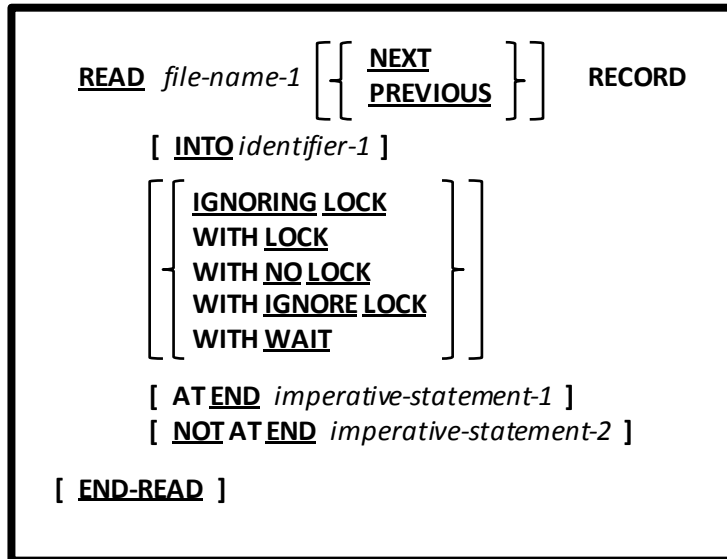 READ file-name-1 [ { NEXT
PREVIOUS } ] RECORD
[ INTO identifier-1 ]
[ { IGNORING LOCK
WITH LOCK
WITH NO LOCK
WITH IGNORE LOCK
WITH WAIT } ]
[ AT END imperative-statement-1 ]
[ NOT AT END imperative-statement-2 ]
[ END-READ ]